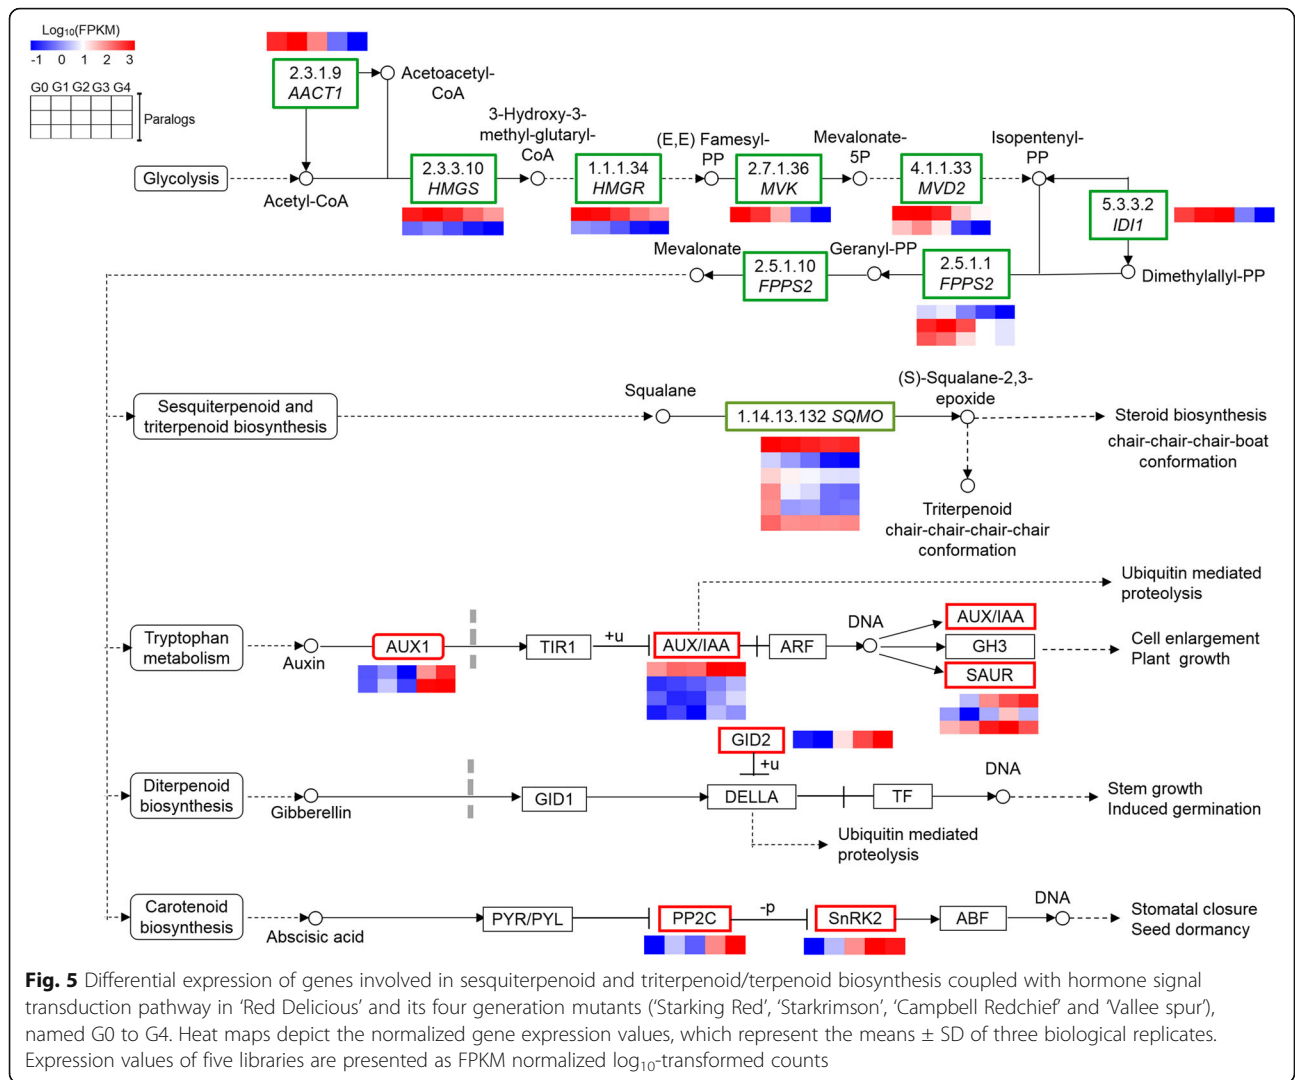 Log10(FPKM)
-1 0 1 2 3
G0 G1 G2 G3 G4
Paralogs
2.3.1.9
AACT1
Acetoacetyl-
CoA
Glycolysis
Acetyl-CoA
2.3.3.10
HMGS
3-Hydroxy-3-
methyl-glutaryl-
CoA
1.1.1.34
HMGR
(E,E) Famesyl-
PP
2.7.1.36
MVK
Mevalonate-
5P
4.1.1.33
MVD2
Isopentenyl-
PP
5.3.3.2
IDI1
Mevalonate
2.5.1.10
FPPS2
Geranyl-PP
2.5.1.1
FPPS2
Dimethylallyl-PP
Sesquiterpenoid and
triterpenoid biosynthesis
Squalane
1.14.13.132 SQMO
(S)-Squalane-2,3-
epoxide
Steroid biosynthesis
chair-chair-chair-boat
conformation
Triterpenoid
chair-chair-chair-chair
conformation
Ubiquitin mediated
proteolysis
Tryptophan
metabolism
Auxin
AUX1
TIR1
+u
AUX/IAA
ARF
DNA
AUX/IAA
GH3
SAUR
Cell enlargement
Plant growth
GID2
+u
Diterpenoid
biosynthesis
Gibberellin
GID1
DELLA
TF
DNA
Stem growth
Induced germination
Ubiquitin mediated
proteolysis
Carotenoid
biosynthesis
Abscisic acid
PYR/PYL
PP2C
-p
SnRK2
ABF
DNA
Stomatal closure
Seed dormancy
Fig. 5 Differential expression of genes involved in sesquiterpenoid and triterpenoid/terpenoid biosynthesis coupled with hormone signal
transduction pathway in ‘Red Delicious’ and its four generation mutants (‘Starking Red’, ‘Starkrimson’, ‘Campbell Redchief’ and ‘Vallee spur’),
named G0 to G4. Heat maps depict the normalized gene expression values, which represent the means ± SD of three biological replicates.
Expression values of five libraries are presented as FPKM normalized log10-transformed counts